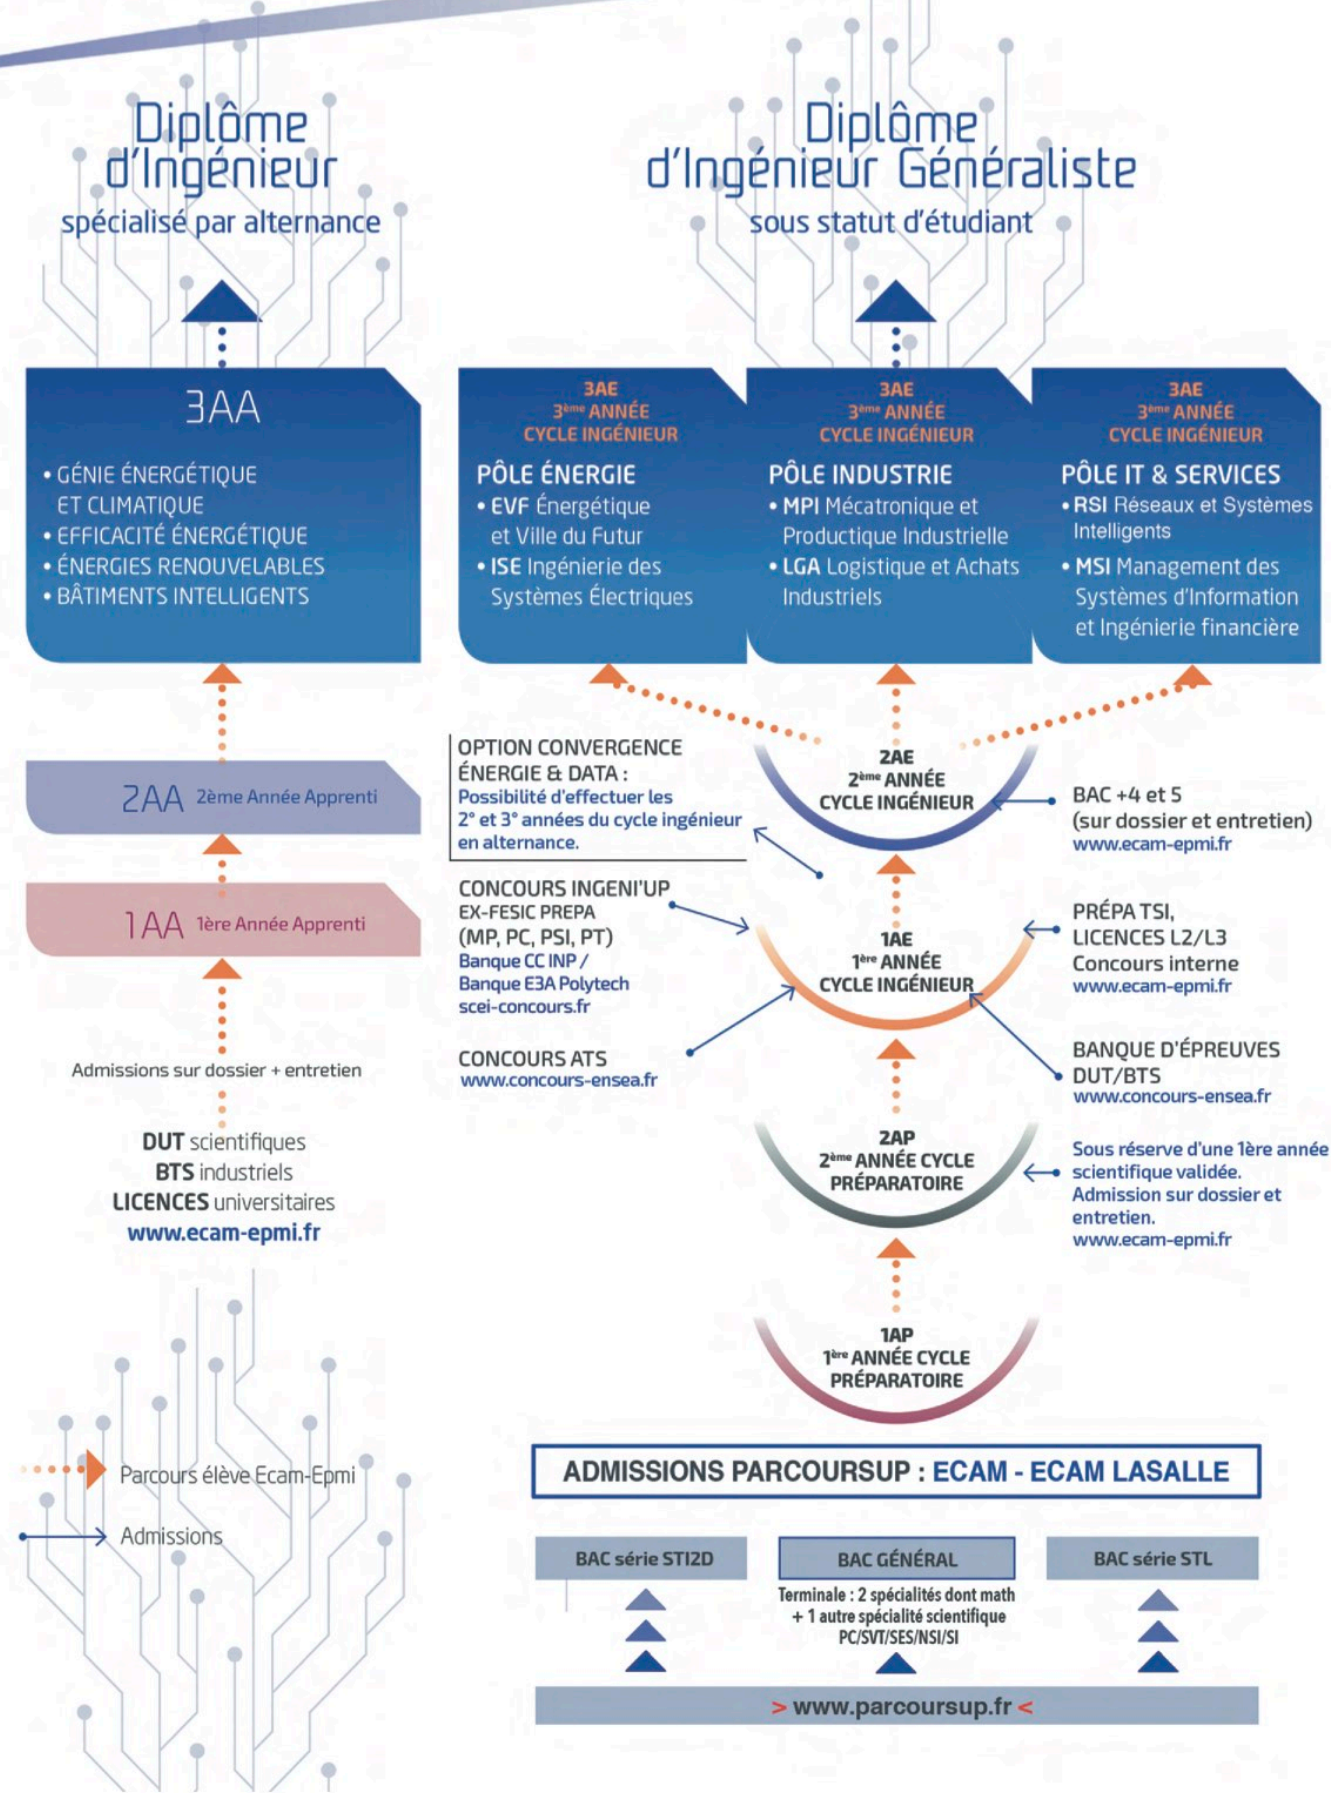 Diplôme
d'Ingénieur
spécialisé par alternance
Diplôme
d'Ingénieur Généraliste
sous statut d'étudiant
3AA
• GÉNIE ÉNERGÉTIQUE
ET CLIMATIQUE
• EFFICACITÉ ÉNERGÉTIQUE
• ÉNERGIES RENOUVELABLES
• BÂTIMENTS INTELLIGENTS
3AE
3ème ANNÉE
CYCLE INGÉNIEUR
PÔLE ÉNERGIE
• EVF Énergétique
et Ville du Futur
• ISE Ingénierie des
Systèmes Électriques
3AE
3ème ANNÉE
CYCLE INGÉNIEUR
PÔLE INDUSTRIE
• MPI Mécatronique et
Productique Industrielle
• LGA Logistique et Achats
Industriels
3AE
3ème ANNÉE
CYCLE INGÉNIEUR
PÔLE IT & SERVICES
• RSI Réseaux et Systèmes
Intelligents
• MSI Management des
Systèmes d'Information
et Ingénierie financière
2AA 2ème Année Apprenti
1AA 1ère Année Apprenti
Admissions sur dossier + entretien
DUT scientifiques
BTS industriels
LICENCES universitaires
www.ecam-epmi.fr
OPTION CONVERGENCE
ÉNERGIE & DATA :
Possibilité d'effectuer les
2° et 3° années du cycle ingénieur
en alternance.
2AE
2ème ANNÉE
CYCLE INGÉNIEUR
BAC +4 et 5
(sur dossier et entretien)
www.ecam-epmi.fr
CONCOURS INGENI'UP
EX-FESIC PREPA
(MP, PC, PSI, PT)
Banque CC INP /
Banque E3A Polytech
scei-concours.fr
CONCOURS ATS
www.concours-ensea.fr
1AE
1ère ANNÉE
CYCLE INGÉNIEUR
PRÉPA TSI,
LICENCES L2/L3
Concours interne
www.ecam-epmi.fr
BANQUE D'ÉPREUVES
DUT/BTS
www.concours-ensea.fr
2AP
2ème ANNÉE CYCLE
PRÉPARATOIRE
Sous réserve d'une 1ère année
scientifique validée.
Admission sur dossier et
entretien.
www.ecam-epmi.fr
1AP
1ère ANNÉE CYCLE
PRÉPARATOIRE
Parcours élève Ecam-Epmi
Admissions
ADMISSIONS PARCOURSUP : ECAM - ECAM LASALLE
BAC série STI2D
BAC GÉNÉRAL
Terminale : 2 spécialités dont math
+ 1 autre spécialité scientifique
PC/SVT/SES/NSI/SI
BAC série STL
> www.parcoursup.fr <